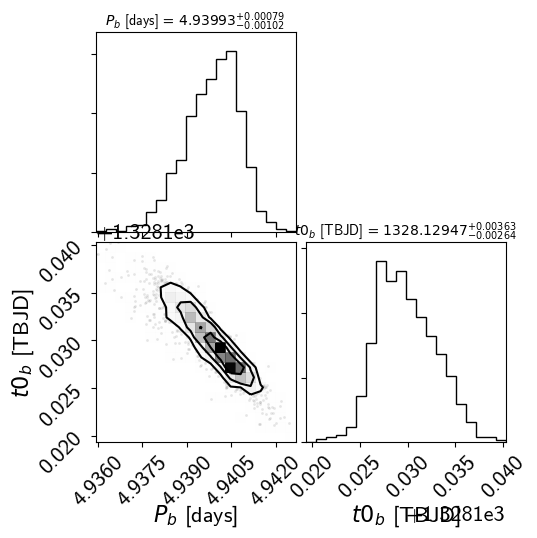 P_b [days] = 4.93993^{+0.00079}_{−0.00102}
+1.3281e3
t0_b [TBJD] = 1328.12947^{+0.00363}_{−0.00264}
t0_b [TBJD]
0.040
0.035
0.030
0.025
0.020
4.9360 4.9375 4.9390 4.9405 4.9420
P_b [days]
0.020 0.025 0.030 0.035 0.040
t0_b [TBJD]
+1.3281e3